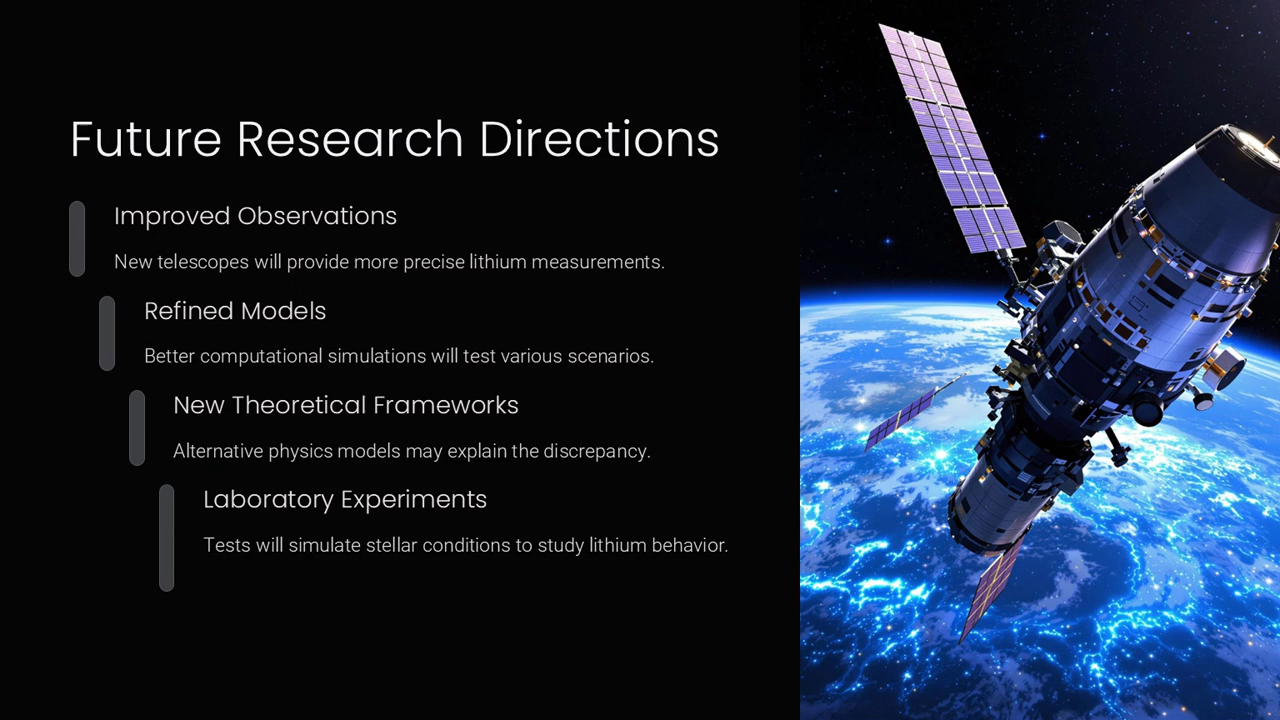 Future Research Directions
Improved Observations
New telescopes will provide more precise lithium measurements.
Refined Models
Better computational simulations will test various scenarios.
New Theoretical Frameworks
Alternative physics models may explain the discrepancy.
Laboratory Experiments
Tests will simulate stellar conditions to study lithium behavior.